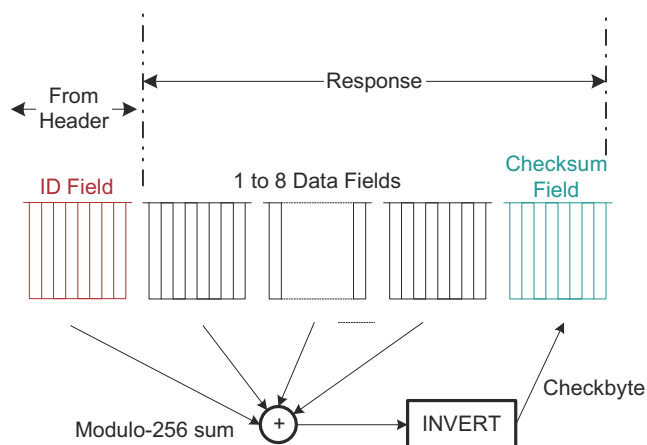 Response
From
Header
ID Field
1 to 8 Data Fields
Checksum
Field
Checkbyte
Modulo-256 sum
+
INVERT